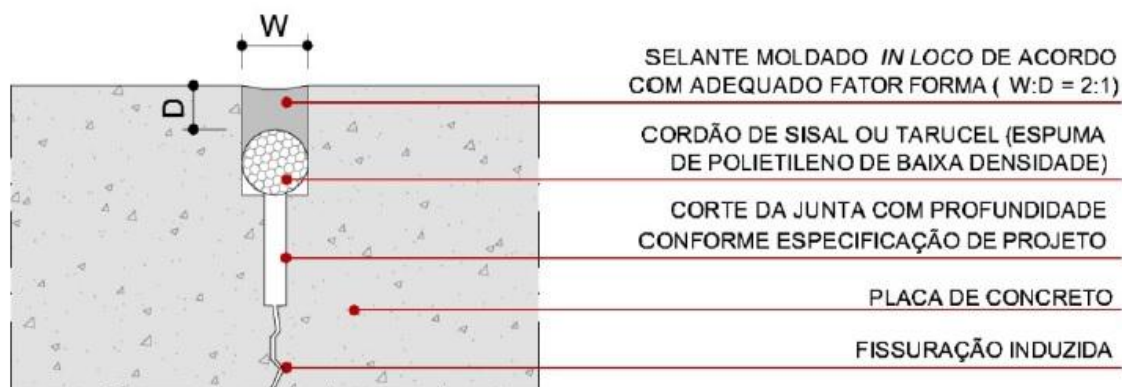 W
D
SELANTE MOLDADO IN LOCO DE ACORDO
COM ADEQUADO FATOR FORMA ( W:D = 2:1)
CORDÃO DE SISAL OU TARUCEL (ESPUMA
DE POLIETILENO DE BAIXA DENSIDADE)
CORTE DA JUNTA COM PROFUNDIDADE
CONFORME ESPECIFICAÇÃO DE PROJETO
PLACA DE CONCRETO
FISSURAÇÃO INDUZIDA